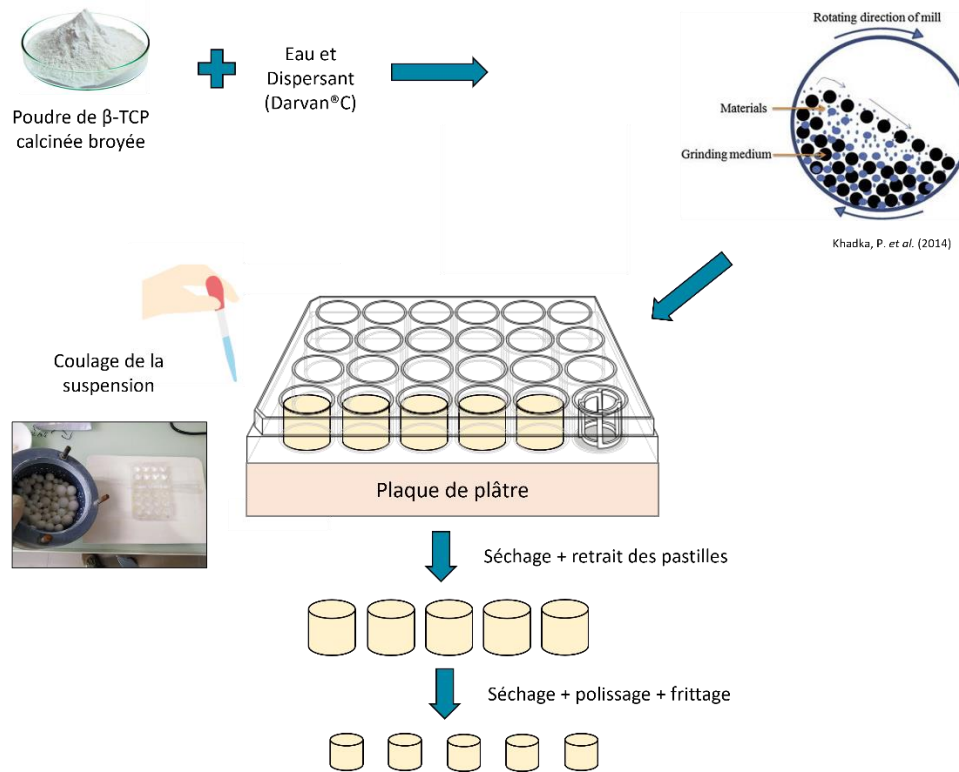 Poudre de β-TCP
calcinée broyée
Eau et
Dispersant
(Darvan®C)
Rotating direction of mill
Materials
Grinding medium
Khadka, P. et al. (2014)
Coulage de la
suspension
Plaque de plâtre
Séchage + retrait des pastilles
Séchage + polissage + frittage